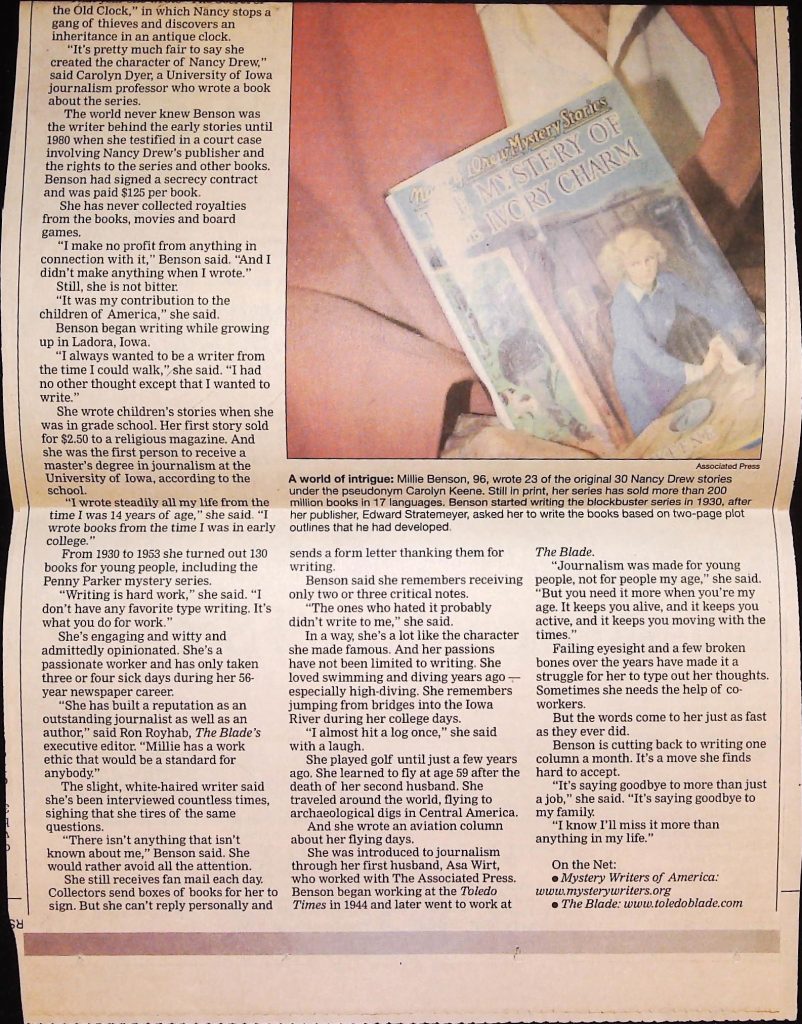 the Old Clock," in which Nancy stops a
gang of thieves and discovers an
inheritance in an antique clock.
"It's pretty much fair to say she
created the character of Nancy Drew,"
said Carolyn Dyer, a University of Iowa
journalism professor who wrote a book
about the series.
The world never knew Benson was
the writer behind the early stories until
1980 when she testified in a court case
involving Nancy Drew's publisher and
the rights to the series and other books.
Benson had signed a secrecy contract
and was paid $125 per book.
She has never collected royalties
from the books, movies and board
games.
"I make no profit from anything in
connection with it," Benson said. "And I
didn't make anything when I wrote."
Still, she is not bitter.
"It was my contribution to the
children of America," she said.
Benson began writing while growing
up in Ladora, Iowa.
"I always wanted to be a writer from
the time I could walk," she said. "I had
no other thought except that I wanted to
write."
She wrote children's stories when she
was in grade school. Her first story sold
for $2.50 to a religious magazine. And
she was the first person to receive a
master's degree in journalism at the
University of Iowa, according to the
school.
"I wrote steadily all my life from the
time I was 14 years of age," she said. "I
wrote books from the time I was in early
college."
From 1930 to 1953 she turned out 130
books for young people, including the
Penny Parker mystery series.
"Writing is hard work," she said. "I
don't have any favorite type writing. It's
what you do for work."
She's engaging and witty and
admittedly opinionated. She's a
passionate worker and has only taken
three or four sick days during her 56-
year newspaper career.
"She has built a reputation as an
outstanding journalist as well as an
author," said Ron Royhab, The Blade's
executive editor. "Millie has a work
ethic that would be a standard for
anybody."
The slight, white-haired writer said
she's been interviewed countless times,
sighing that she tires of the same
questions.
"There isn't anything that isn't
known about me," Benson said. She
would rather avoid all the attention.
She still receives fan mail each day.
Collectors send boxes of books for her to
sign. But she can't reply personally and
Drew Mystery Stories
MYSTERY OF
IVORY CHARM
Associated Press
A world of intrigue: Millie Benson, 96, wrote 23 of the original 30 Nancy Drew stories
under the pseudonym Carolyn Keene. Still in print, her series has sold more than 200
million books in 17 languages. Benson started writing the blockbuster series in 1930, after
her publisher, Edward Stratemeyer, asked her to write the books based on two-page plot
outlines that he had developed.
sends a form letter thanking them for
writing.
Benson said she remembers receiving
only two or three critical notes.
"The ones who hated it probably
didn't write to me," she said.
In a way, she's a lot like the character
she made famous. And her passions
have not been limited to writing. She
loved swimming and diving years ago —
especially high-diving. She remembers
jumping from bridges into the Iowa
River during her college days.
"I almost hit a log once," she said
with a laugh.
She played golf until just a few years
ago. She learned to fly at age 59 after the
death of her second husband. She
traveled around the world, flying to
archaeological digs in Central America.
And she wrote an aviation column
about her flying days.
She was introduced to journalism
through her first husband, Asa Wirt,
who worked with The Associated Press.
Benson began working at the Toledo
Times in 1944 and later went to work at
The Blade.
"Journalism was made for young
people, not for people my age," she said.
"But you need it more when you're my
age. It keeps you alive, and it keeps you
active, and it keeps you moving with the
times."
Failing eyesight and a few broken
bones over the years have made it a
struggle for her to type out her thoughts.
Sometimes she needs the help of co-
workers.
But the words come to her just as fast
as they ever did.
Benson is cutting back to writing one
column a month. It's a move she finds
hard to accept.
"It's saying goodbye to more than just
a job," she said. "It's saying goodbye to
my family.
"I know I'll miss it more than
anything in my life."
On the Net:
● Mystery Writers of America:
www.mysterywriters.org
● The Blade: www.toledoblade.com